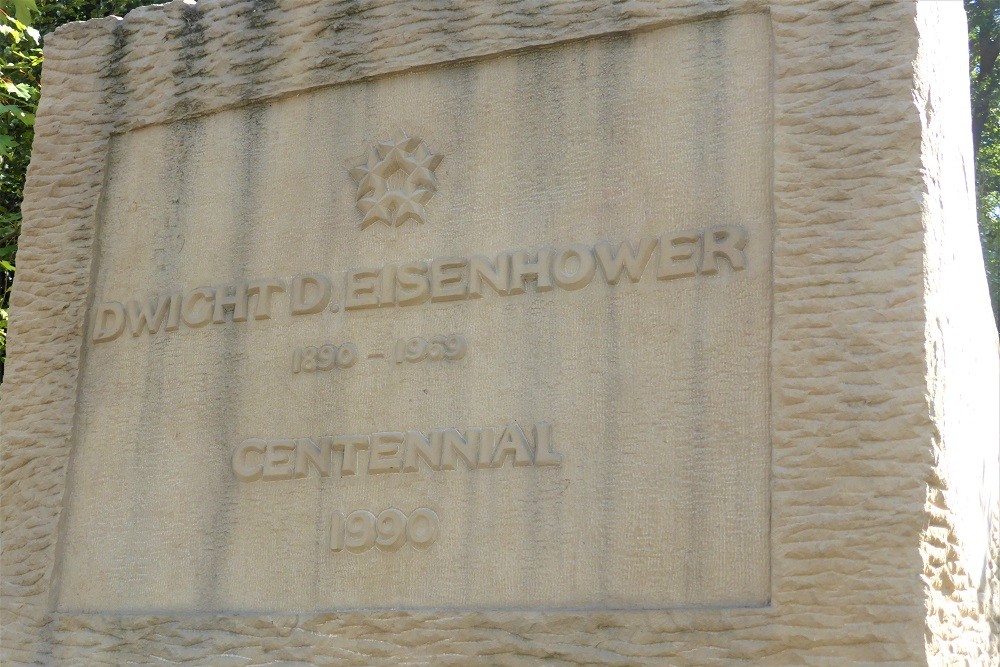 DWIGHT D. EISENHOWER
1890 - 1969
CENTENNIAL
1990